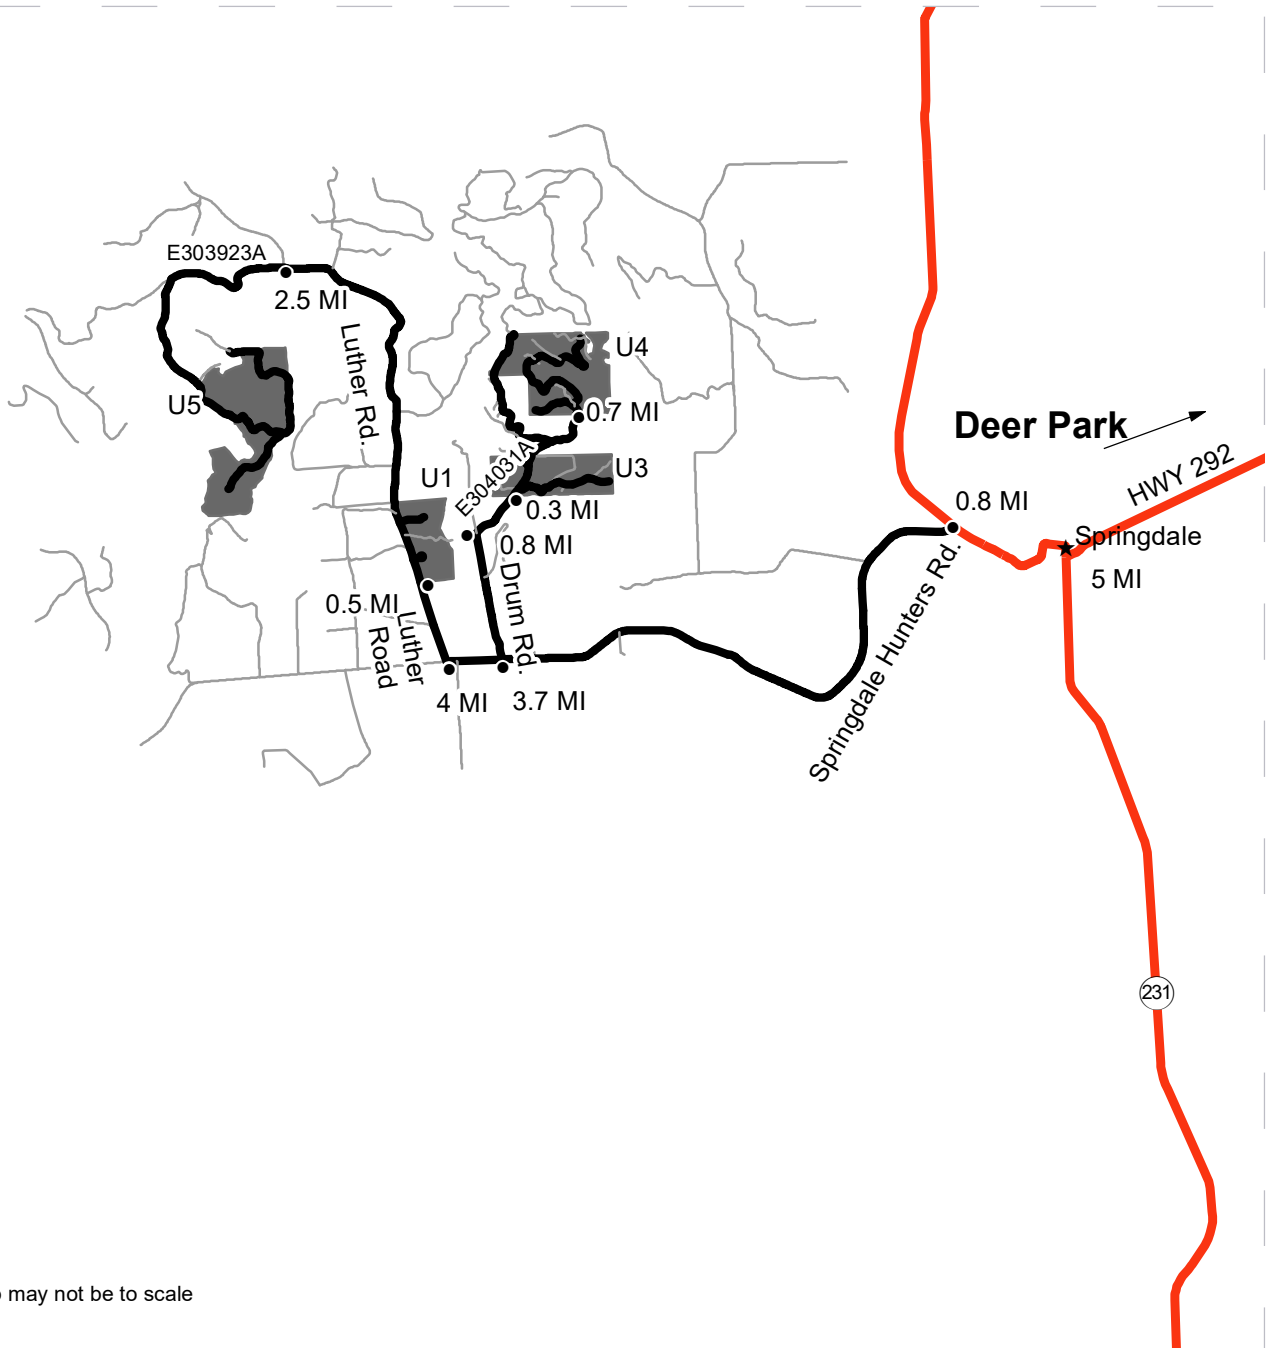 E303923A
2.5 MI
Luther Rd.
U4
U5
0.7 MI
Deer Park
HWY 292
U1
E304031A
U3
0.3 MI
0.8 MI
Springdale
0.8 MI
5 MI
Drum Rd.
Springdale Hunters Rd.
0.5 MI
Luther
Road
4 MI
3.7 MI
231
may not be to scale